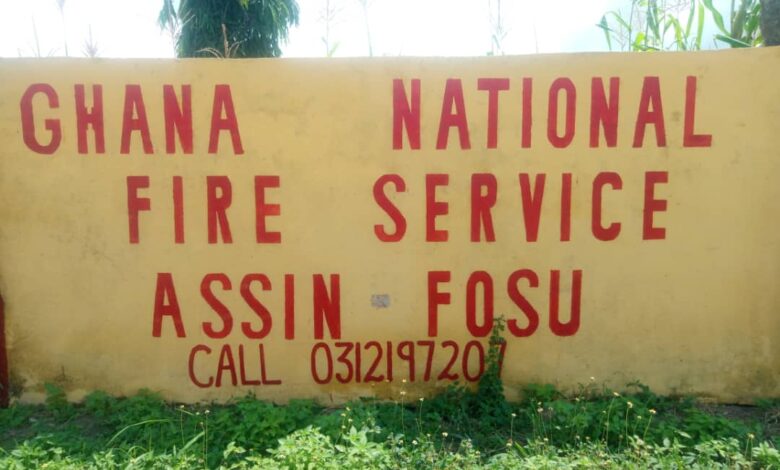 GHANA NATIONAL
FIRE SERVICE
ASSIN - FOSU
CALL 0312197207